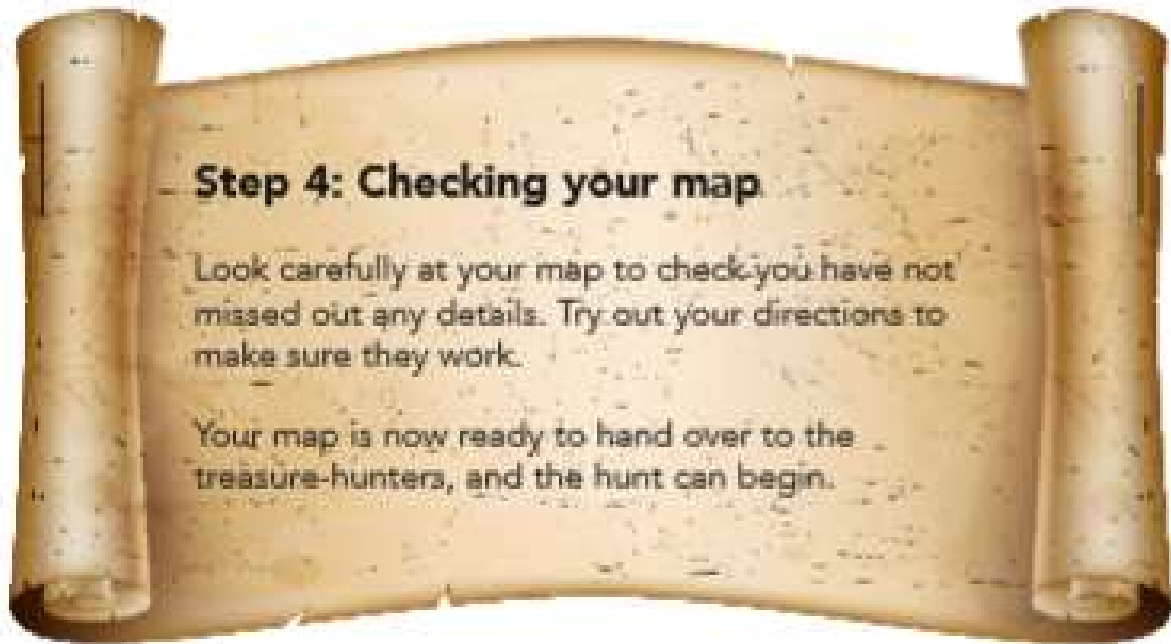 Step 4: Checking your map
Look carefully at your map to check you have not
missed out any details. Try out your directions to
make sure they work.
Your map is now ready to hand over to the
treasure-hunters, and the hunt can begin.